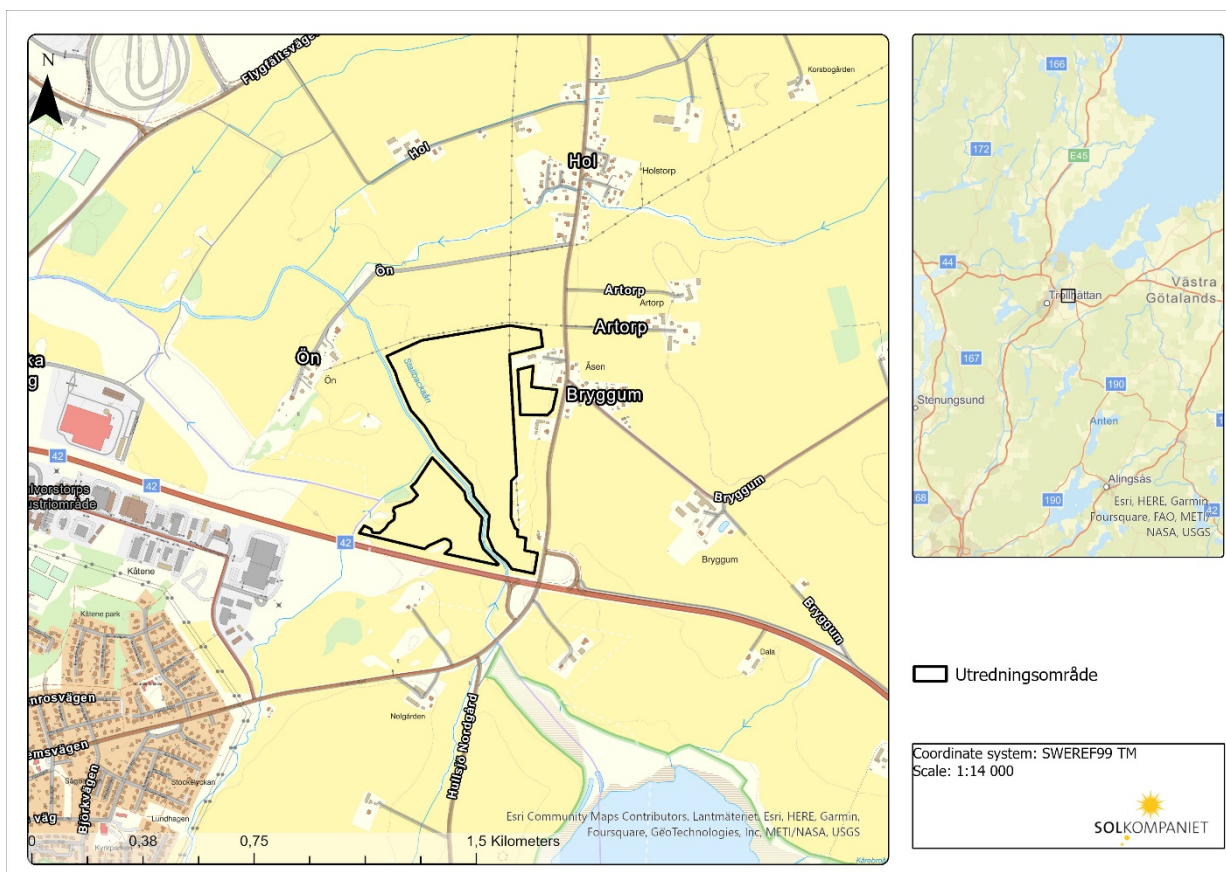 N
Flygfältsvägen
Korsbogården
Hol
Hol
Holstorp
Ön
Artorp
Artorp
Artorp
Ön
Ön
Stallbackaån
Åsen
Bryggum
42
42
42
Bryggum
Bryggum
Bryggum
Kåtene
Kåtene park
Dala
Nolgården
Hullsjö Nordgård
Stockelyckan
Lundhagen
Björkvägen
Esri Community Maps Contributors, Lantmäteriet, Esri, HERE, Garmin,
Foursquare, GeoTechnologies, Inc, METI/NASA, USGS
0
0,38
0,75
1,5 Kilometers
166
172
E45
44
Västra
Götalands
Trollhättan
167
190
Stenungsund
Anten
Alingsås
190
42
Esri, HERE, Garmin,
Foursquare, FAO, METI/
NASA, USGS
Utredningsområde
Coordinate system: SWEREF99 TM
Scale: 1:14 000
SOLKOMPANIET